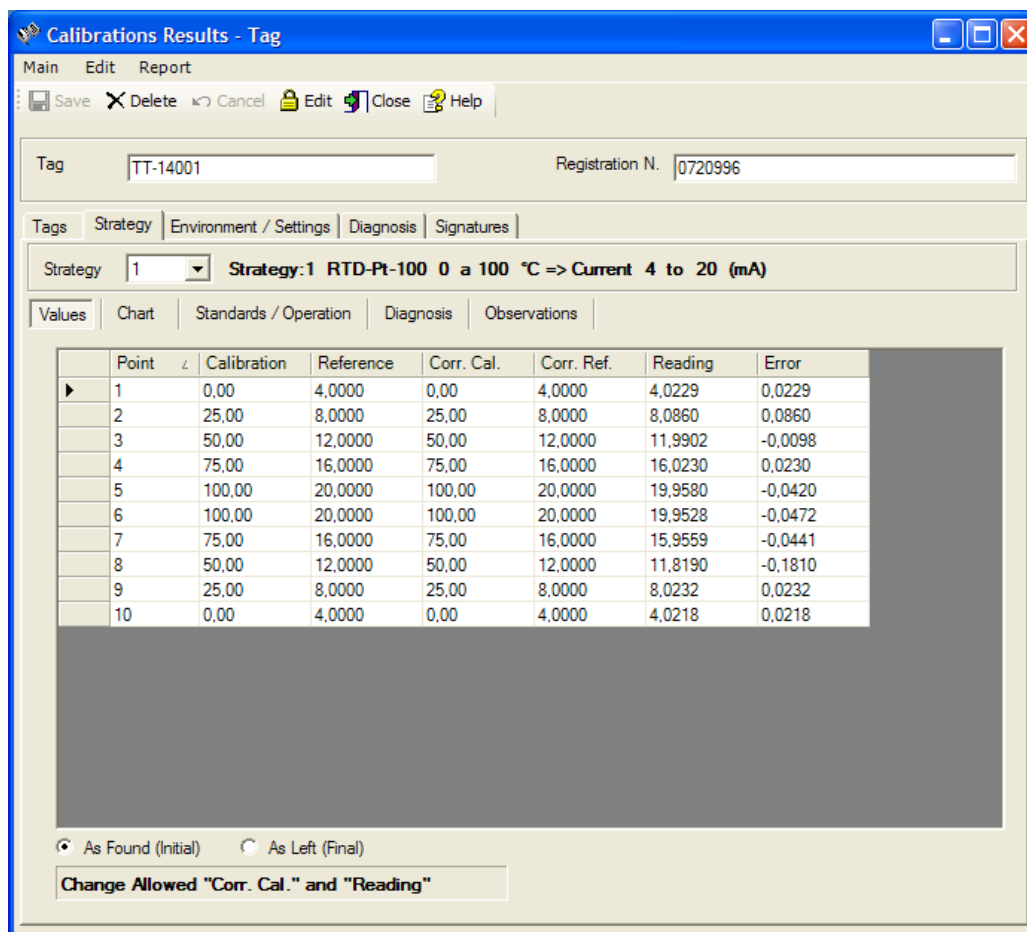 Calibrations Results - Tag
Main Edit Report
Save Delete Cancel Edit Close Help
Tag TT-14001 Registration N. 0720996
Tags Strategy Environment / Settings Diagnosis Signatures
Strategy 1 Strategy:1 RTD-Pt-100 0 a 100 °C => Current 4 to 20 (mA)
Values Chart Standards / Operation Diagnosis Observations
Point Calibration Reference Corr. Cal. Corr. Ref. Reading Error
1 0,00 4,0000 0,00 4,0000 4,0229 0,0229
2 25,00 8,0000 25,00 8,0000 8,0860 0,0860
3 50,00 12,0000 50,00 12,0000 11,9902 -0,0098
4 75,00 16,0000 75,00 16,0000 16,0230 0,0230
5 100,00 20,0000 100,00 20,0000 19,9580 -0,0420
6 100,00 20,0000 100,00 20,0000 19,9528 -0,0472
7 75,00 16,0000 75,00 16,0000 15,9559 -0,0441
8 50,00 12,0000 50,00 12,0000 11,8190 -0,1810
9 25,00 8,0000 25,00 8,0000 8,0232 0,0232
10 0,00 4,0000 0,00 4,0000 4,0218 0,0218
As Found (Initial) As Left (Final)
Change Allowed "Corr. Cal." and "Reading"